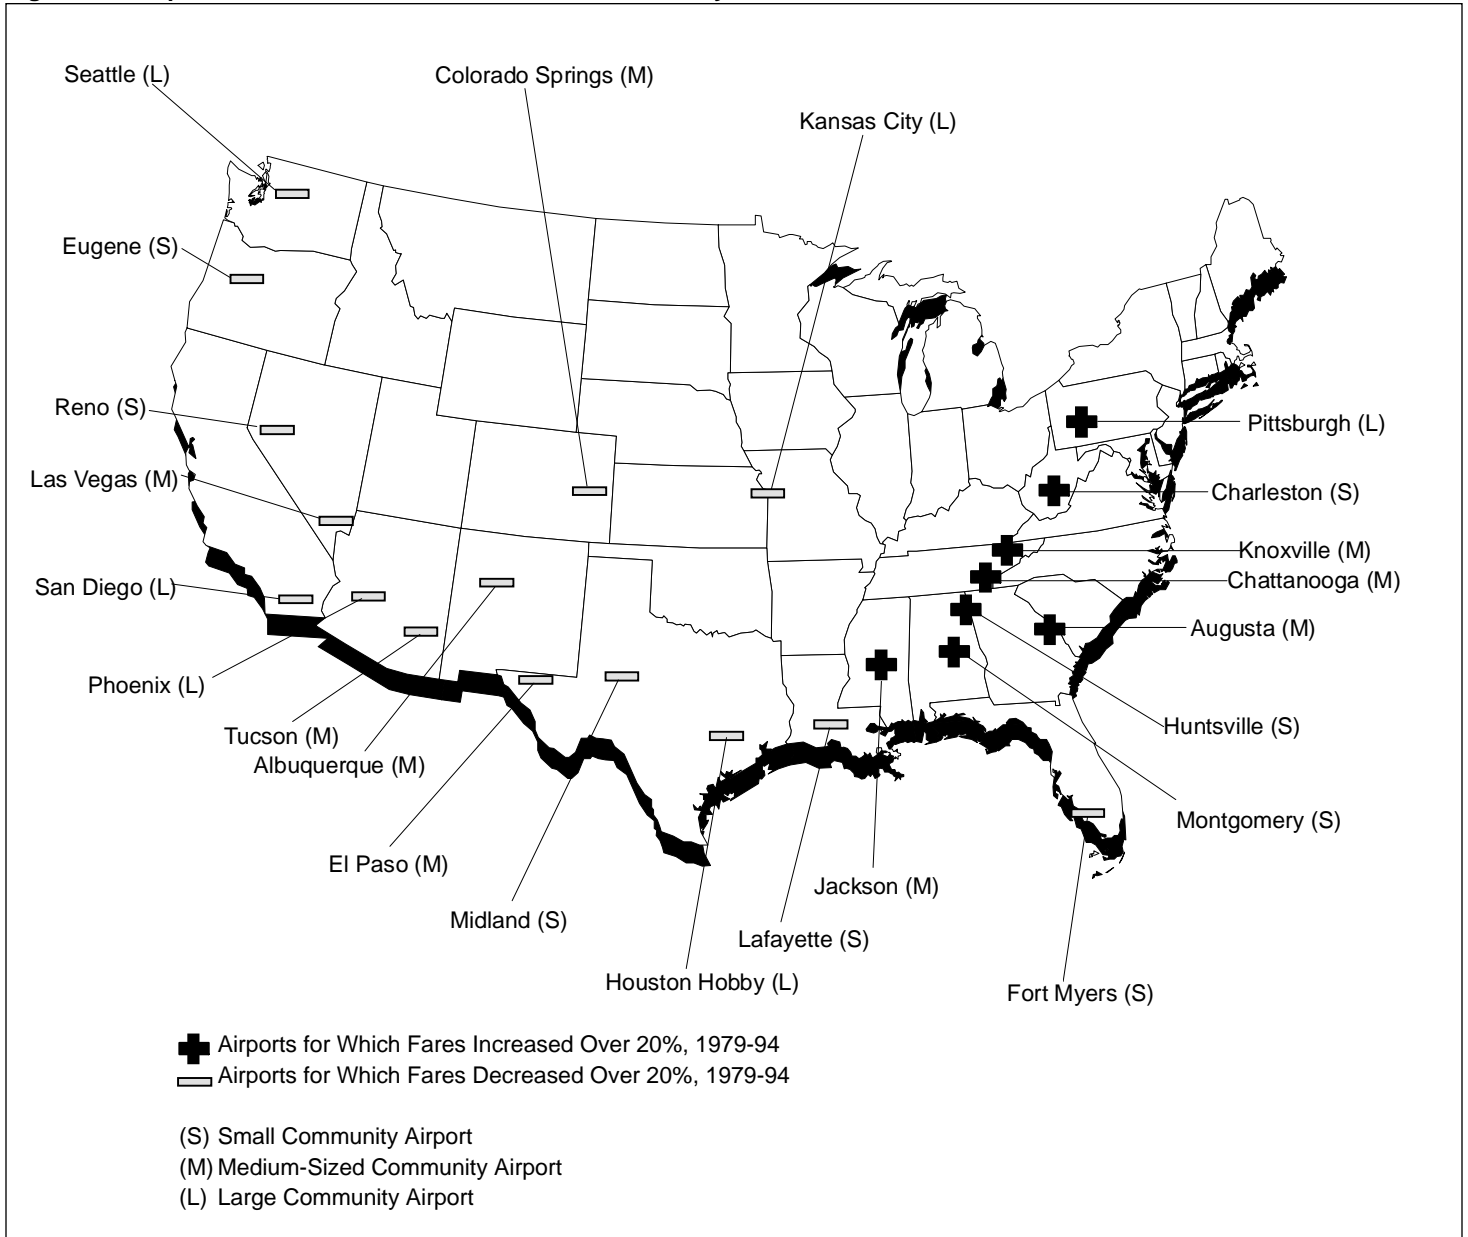 Seattle (L)
Colorado Springs (M)
Kansas City (L)
Eugene (S)
Reno (S)
Pittsburgh (L)
Las Vegas (M)
Charleston (S)
Knoxville (M)
San Diego (L)
Chattanooga (M)
Augusta (M)
Phoenix (L)
Huntsville (S)
Tucson (M)
Albuquerque (M)
Montgomery (S)
El Paso (M)
Jackson (M)
Midland (S)
Lafayette (S)
Houston Hobby (L)
Fort Myers (S)
Airports for Which Fares Increased Over 20%, 1979-94
Airports for Which Fares Decreased Over 20%, 1979-94
(S) Small Community Airport
(M) Medium-Sized Community Airport
(L) Large Community Airport